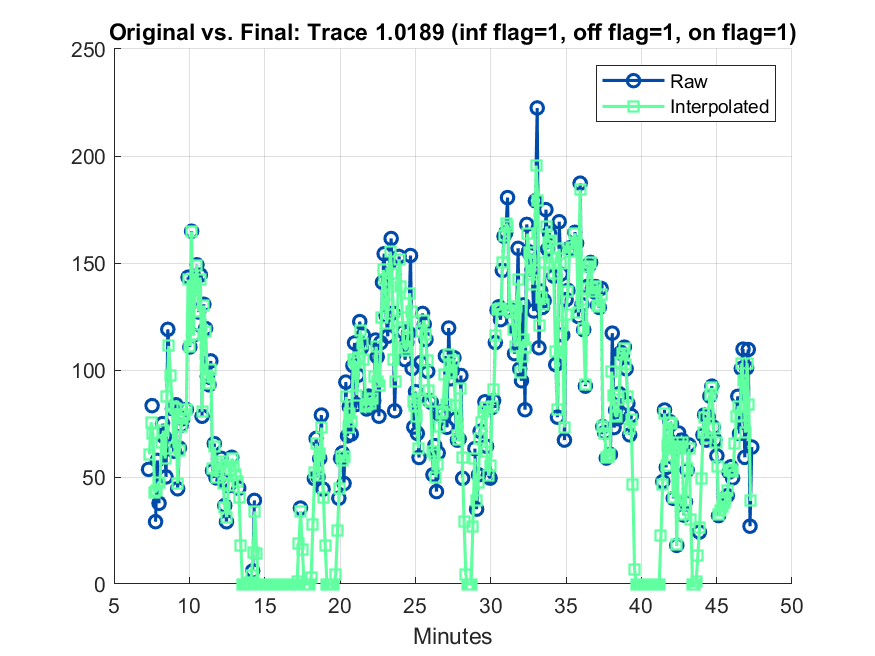 Original vs. Final: Trace 1.0189 (inf flag=1, off flag=1, on flag=1)
250
200
150
100
50
0
Raw
Interpolated
5 10 15 20 25 30 35 40 45 50
Minutes